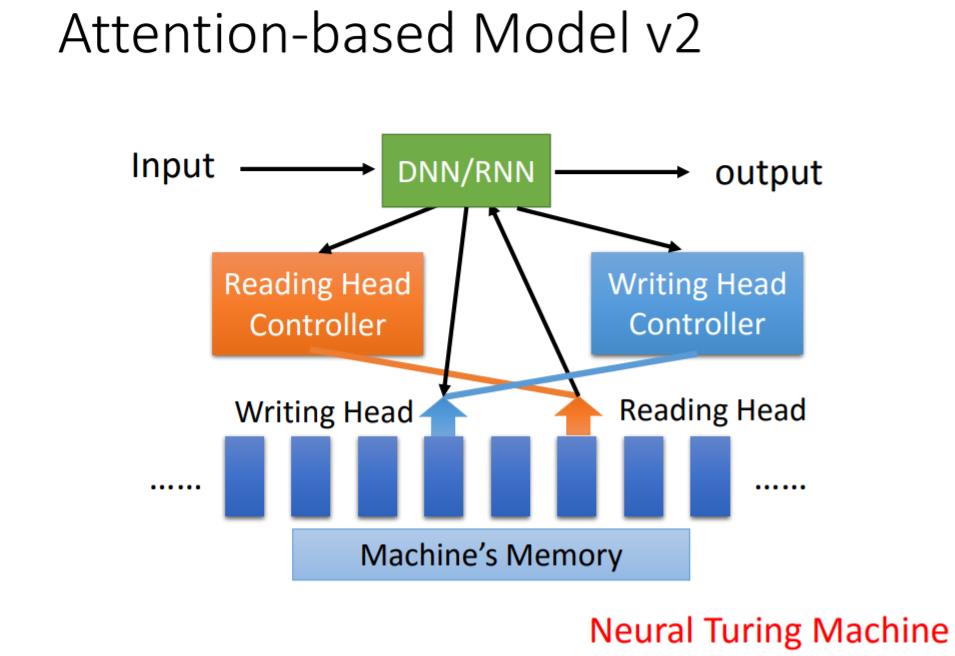 Attention-based Model v2
Input
DNN/RNN
output
Reading Head
Controller
Writing Head
Controller
Writing Head
Reading Head
......
......
Machine's Memory
Neural Turing Machine